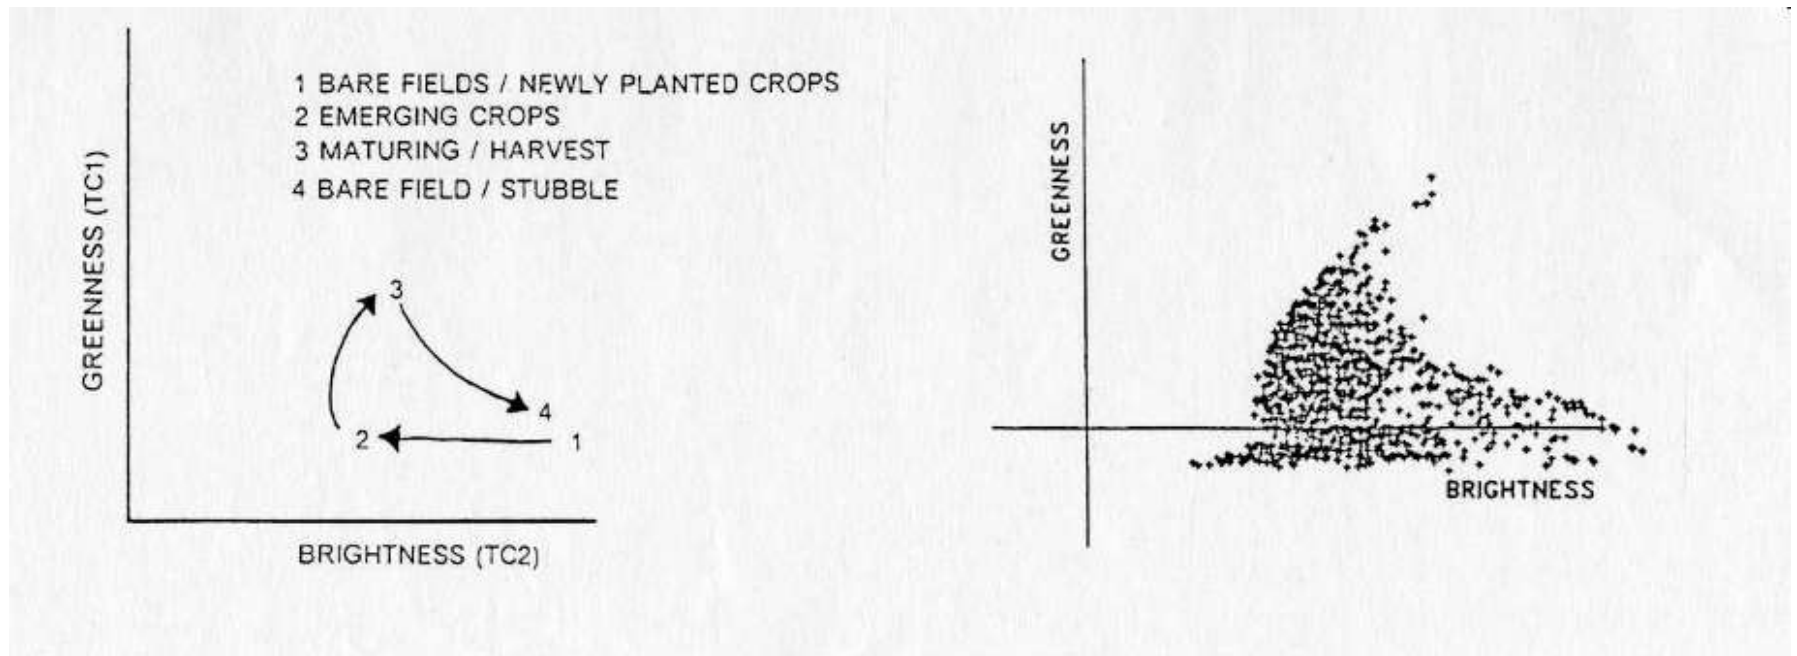 1 BARE FIELDS / NEWLY PLANTED CROPS
2 EMERGING CROPS
3 MATURING / HARVEST
4 BARE FIELD / STUBBLE
GREENNESS (TC1)
3
4
2
1
BRIGHTNESS (TC2)
GREENNESS
BRIGHTNESS